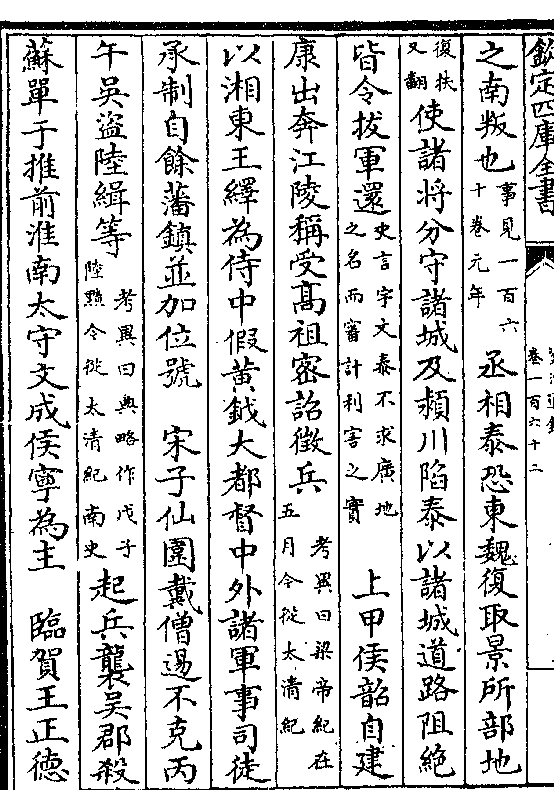 欽定四庫全書
卷一百六十二
之南叛也事見一百六十卷元年 丞相泰恐東魏復取景所部地
復扶又翻使諸將分守諸城及潁川陷泰以諸城道路阻絶
皆令拔軍還史言宇文泰不求廣地之名而審計利害之實 上甲侯韶自建
康出奔江陵稱受高祖密詔徵兵考異曰梁帝紀在五月今從太清紀
以湘東王繹為侍中假黄鉞大都督中外諸軍事司徒
承制自餘藩鎮並加位號 宋子仙圍戴僧逷不克丙
午吳盜陸緝等考異曰典略作戊子陸黯今從太清紀南史起兵襲吳郡殺
蘇單于推前淮南太守文成侯寧為主 臨賀王正德